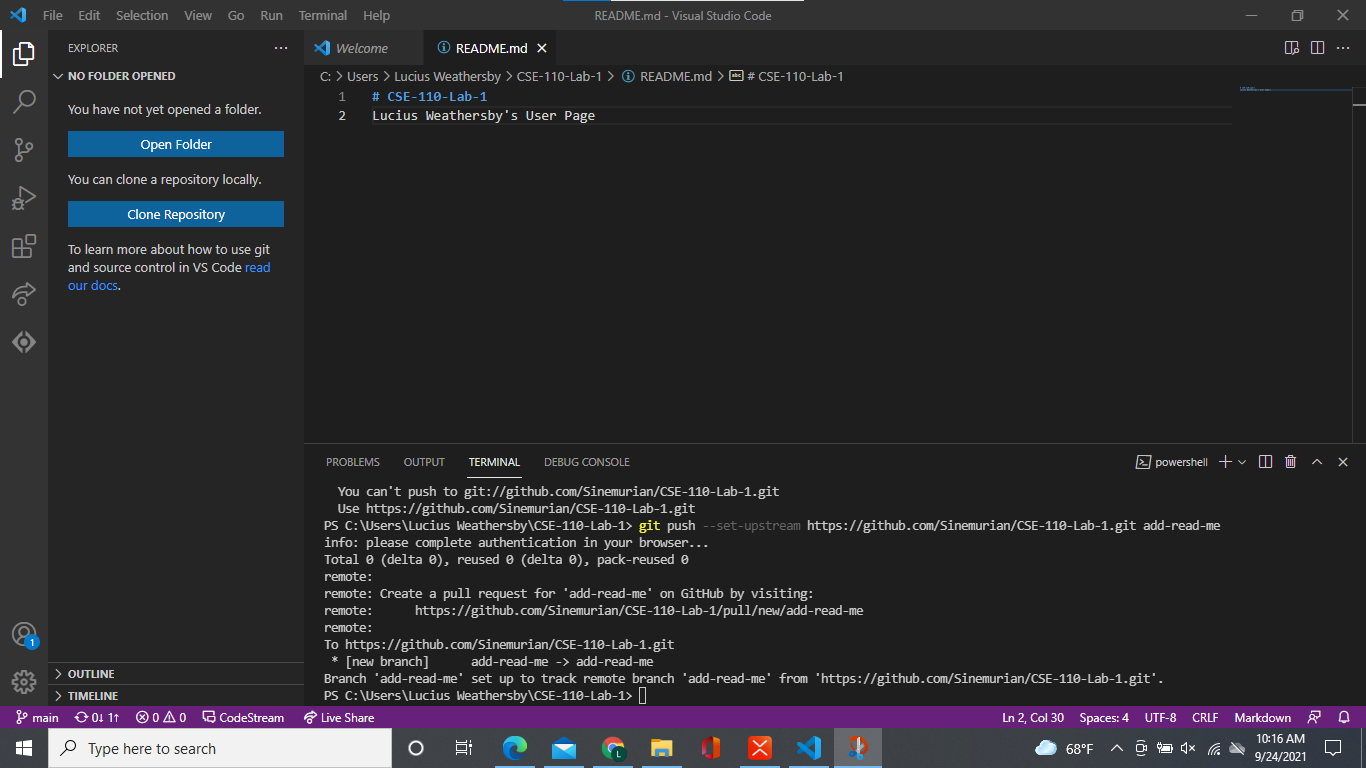 File Edit Selection View Go Run Terminal Help
README.md - Visual Studio Code
EXPLORER
NO FOLDER OPENED
You have not yet opened a folder.
Open Folder
You can clone a repository locally.
Clone Repository
To learn more about how to use git
and source control in VS Code read
our docs.
OUTLINE
TIMELINE
1
Welcome
README.md
C: > Users > Lucius Weathersby > CSE-110-Lab-1 > README.md > abc # CSE-110-Lab-1
1 # CSE-110-Lab-1
2 Lucius Weathersby's User Page
PROBLEMS OUTPUT TERMINAL DEBUG CONSOLE
powershell
You can't push to git://github.com/Sinemurian/CSE-110-Lab-1.git
Use https://github.com/Sinemurian/CSE-110-Lab-1.git
PS C:\Users\Lucius Weathersby\CSE-110-Lab-1> git push --set-upstream https://github.com/Sinemurian/CSE-110-Lab-1.git add-read-me
info: please complete authentication in your browser...
Total 0 (delta 0), reused 0 (delta 0), pack-reused 0
remote:
remote: Create a pull request for 'add-read-me' on GitHub by visiting:
remote:      https://github.com/Sinemurian/CSE-110-Lab-1/pull/new/add-read-me
remote:
To https://github.com/Sinemurian/CSE-110-Lab-1.git
* [new branch]      add-read-me -> add-read-me
Branch 'add-read-me' set up to track remote branch 'add-read-me' from 'https://github.com/Sinemurian/CSE-110-Lab-1.git'.
PS C:\Users\Lucius Weathersby\CSE-110-Lab-1>
main 0↓ 1↑ 0 0 CodeStream Live Share
Ln 2, Col 30 Spaces: 4 UTF-8 CRLF Markdown
Type here to search
L
68°F
10:16 AM
9/24/2021